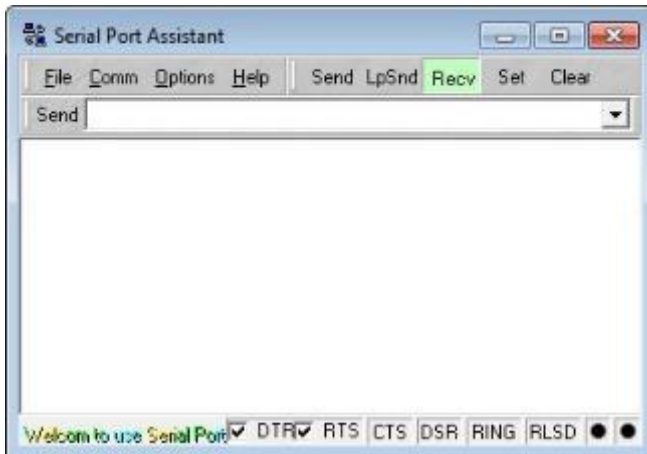 Serial Port Assistant
File Comm Options Help Send LpSnd Recv Set Clear
Send
Welcom to use Serial Port DTR RTS CTS DSR RING RLSD